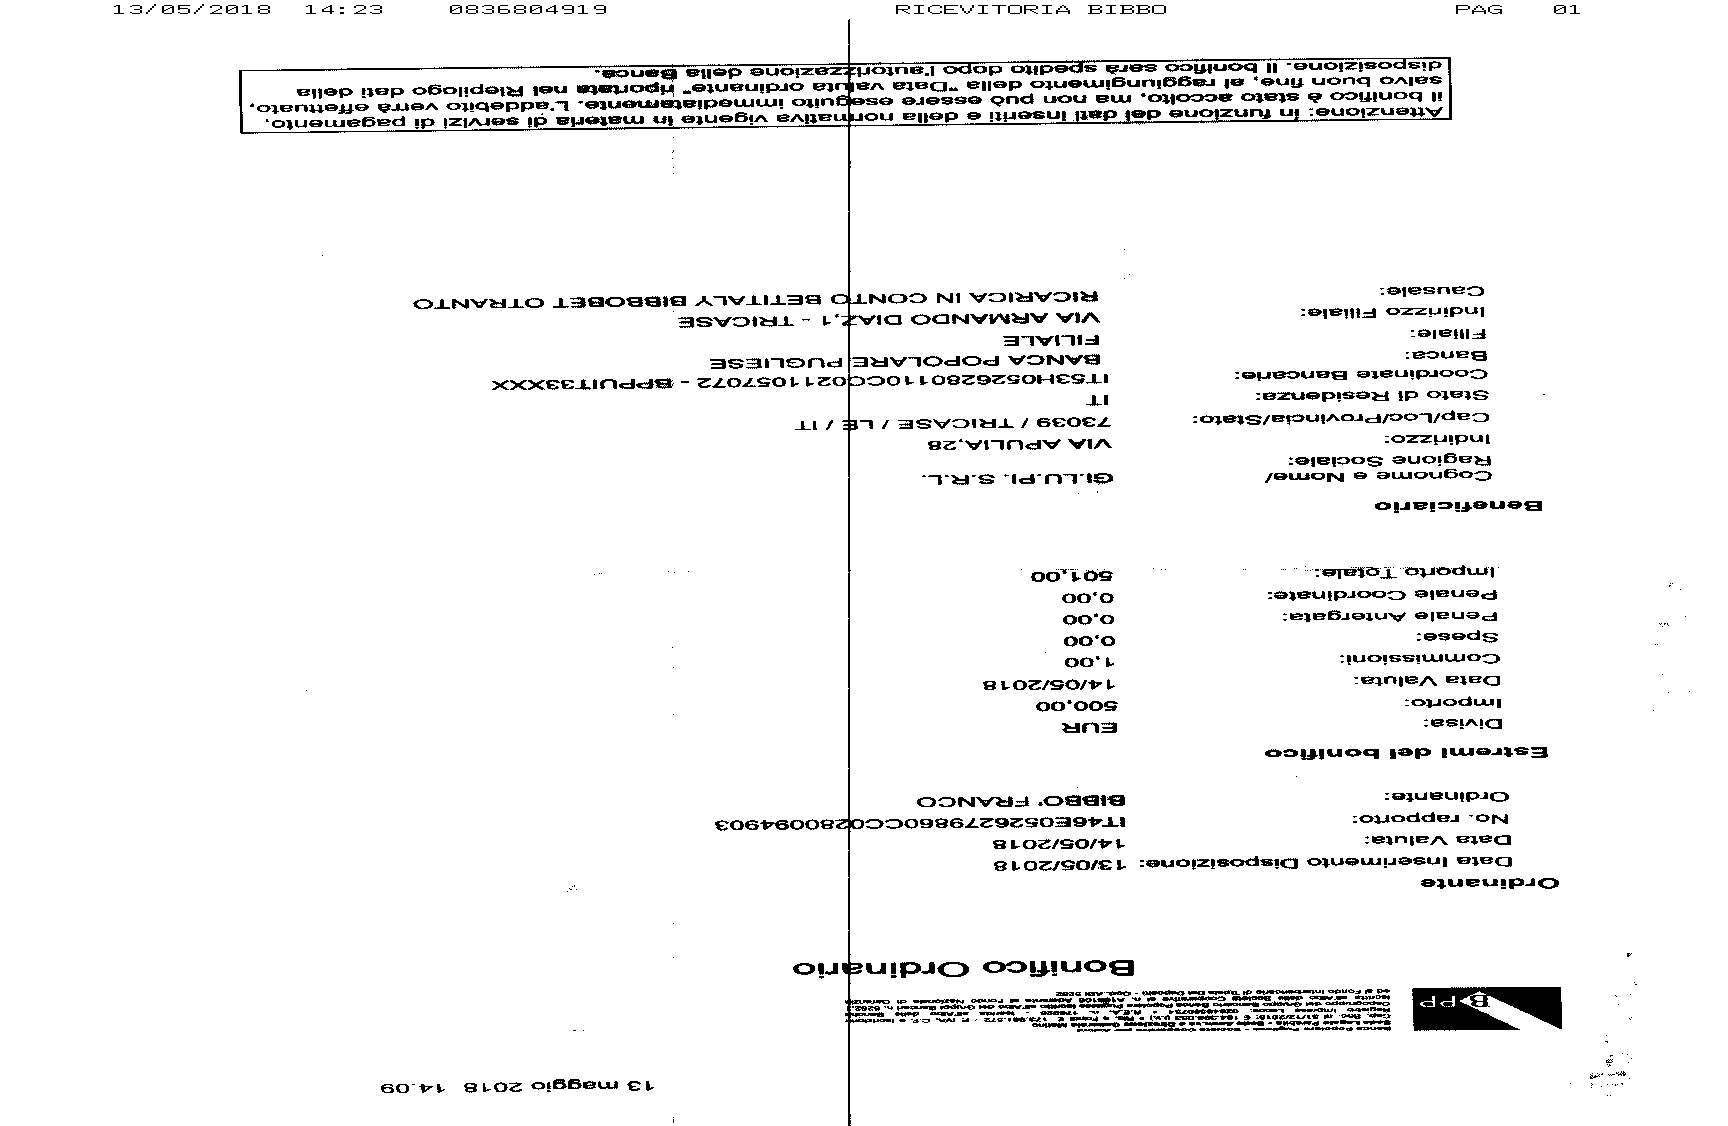 13/05/2018 14:23 0836804919 RICEVITORIA BIBBO PAG 01
13 maggio 2018 14.09
B PP
Bonifico Ordinario
Ordinante
Data Inserimento Disposizione: 13/05/2018
Data Valuta: 14/05/2018
No. rapporto: IT46E0526279860CC0280094903
Ordinante: BIBBO' FRANCO
Estremi del bonifico
Divisa: EUR
Importo: 500,00
Data Valuta: 14/05/2018
Commissioni: 1,00
Spese: 0,00
Penale Antergata: 0,00
Penale Coordinate: 0,00
Importo Totale: 501,00
Beneficiario
Cognome e Nome/ GI.LU.PI. S.R.L.
Ragione Sociale:
Indirizzo: VIA APULIA,28
Cap/Loc/Provincia/Stato: 73039 / TRICASE / LE / IT
Stato di Residenza: IT
Coordinate Bancarie: IT53H0526280110CC0211057072 - BPPUIT33XXX
Banca: BANCA POPOLARE PUGLIESE
Filiale: FILIALE
Indirizzo Filiale: VIA ARMANDO DIAZ,1 - TRICASE
Causale: RICARICA IN CONTO BETITALY BIBBOBET OTRANTO
Attenzione: in funzione dei dati inseriti e della normativa vigente in materia di servizi di pagamento,
il bonifico è stato accolto, ma non può essere eseguito immediatamente. L'addebito verrà effettuato,
salvo buon fine, al raggiungimento della "Data valuta ordinante" riportata nel Riepilogo dati della
disposizione. Il bonifico sarà spedito dopo l'autorizzazione della Banca.